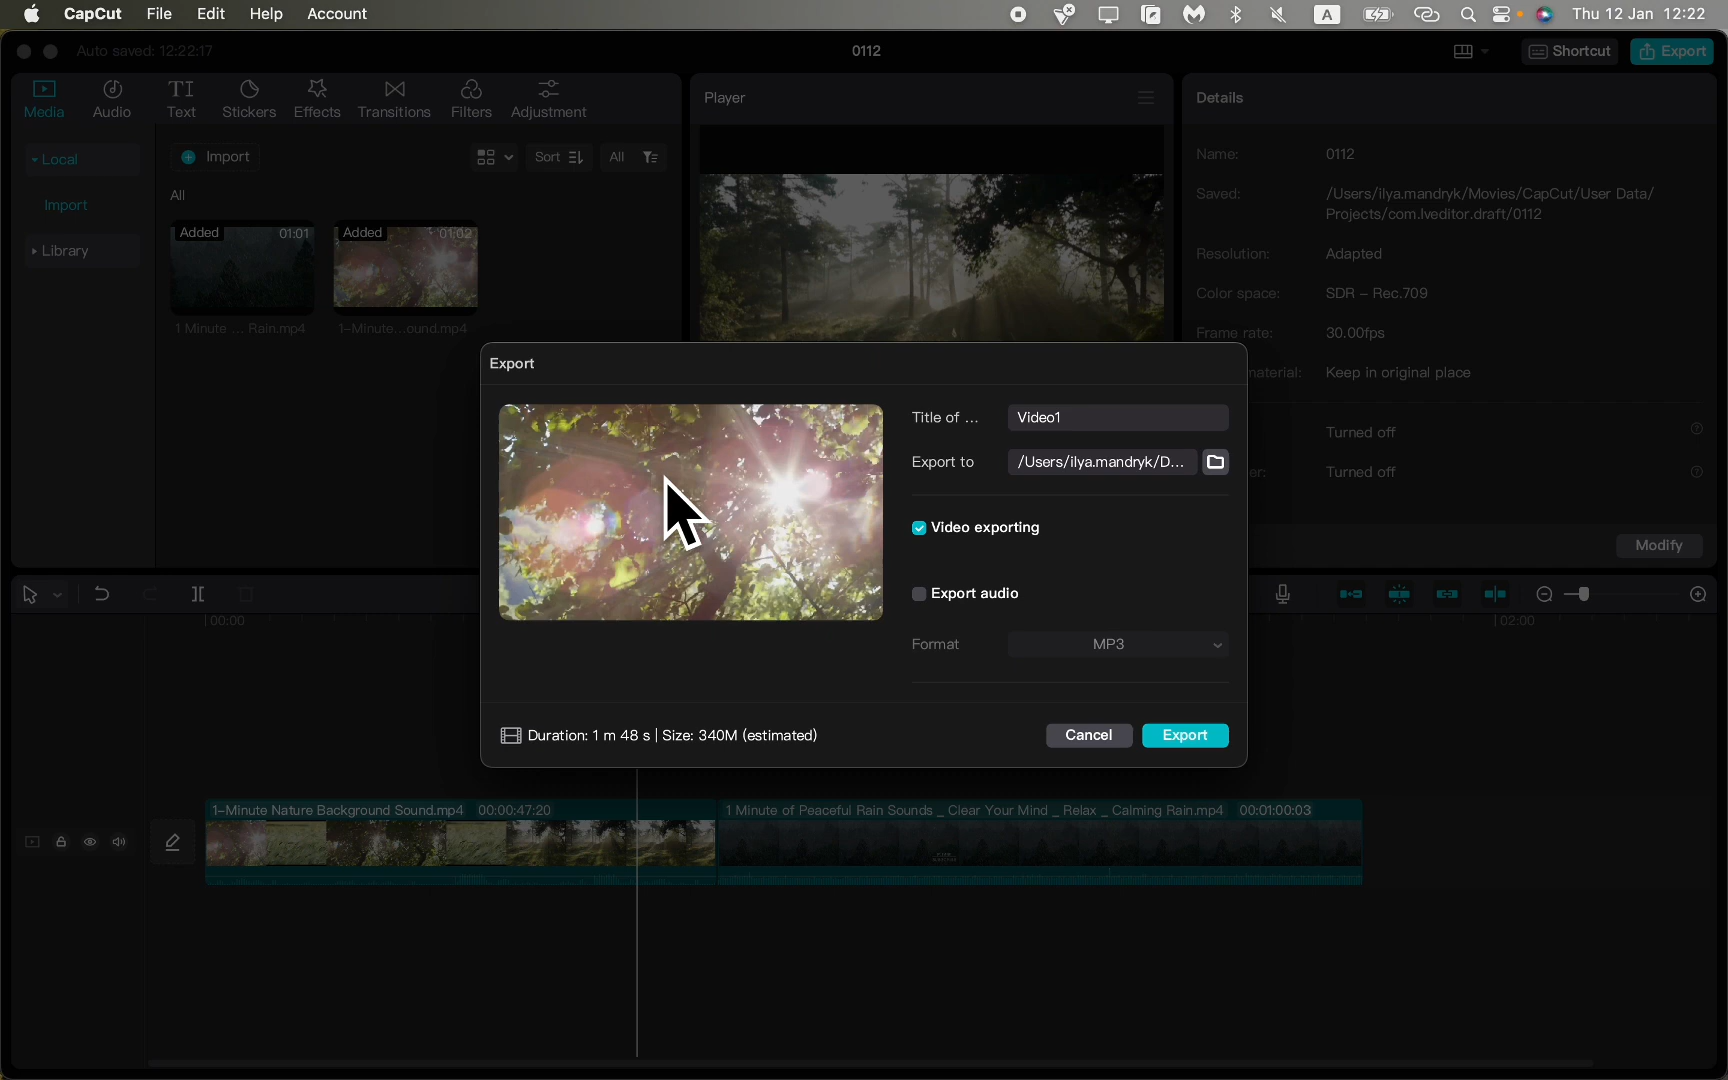 CapCut File Edit Help Account A Thu 12 Jan 12:22
Auto saved: 12:22:17 0112 Shortcut Export
Media Audio Text Stickers Effects Transitions Filters Adjustment
Local
Import
Library
Import Sort All
All
Added 01:01 Added 01:02
1 Minute ... Rain.mp4 1-Minute...ound.mp4
Player
Details
Name: 0112
Saved: /Users/ilya.mandryk/Movies/CapCut/User Data/
Projects/com.lveditor.draft/0112
Resolution: Adapted
Color space: SDR – Rec.709
Frame rate: 30.00fps
naterial: Keep in original place
Turned off
er: Turned off
Modify
Export
Title of ... Video1
Export to /Users/ilya.mandryk/D...
Video exporting
Export audio
Format MP3
Duration: 1 m 48 s | Size: 340M (estimated) Cancel Export
00:00 02:00
1-Minute Nature Background Sound.mp4 00:00:47:20
1 Minute of Peaceful Rain Sounds _ Clear Your Mind _ Relax _ Calming Rain.mp4 00:01:00:03